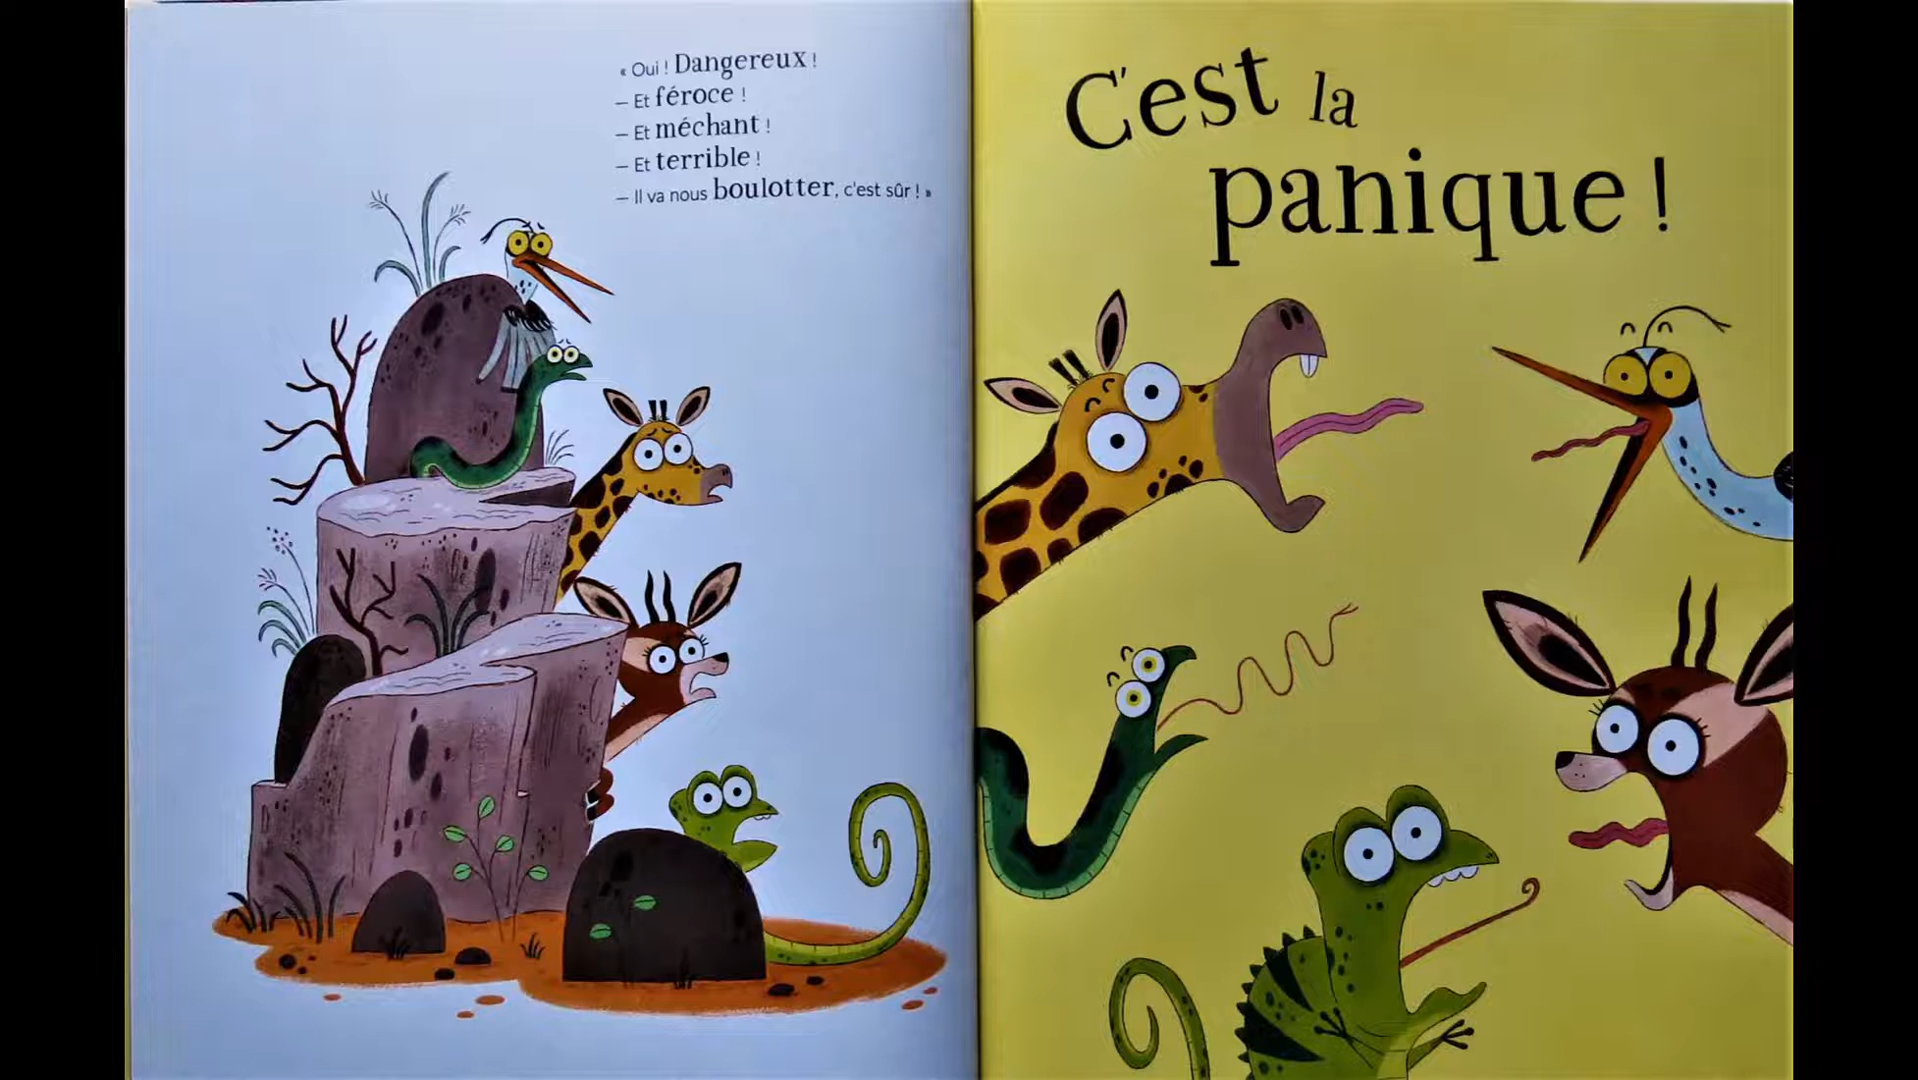 « Oui ! Dangereux !
– Et féroce !
– Et méchant !
– Et terrible !
– Il va nous boulotter, c'est sûr ! »
C'est la
panique !